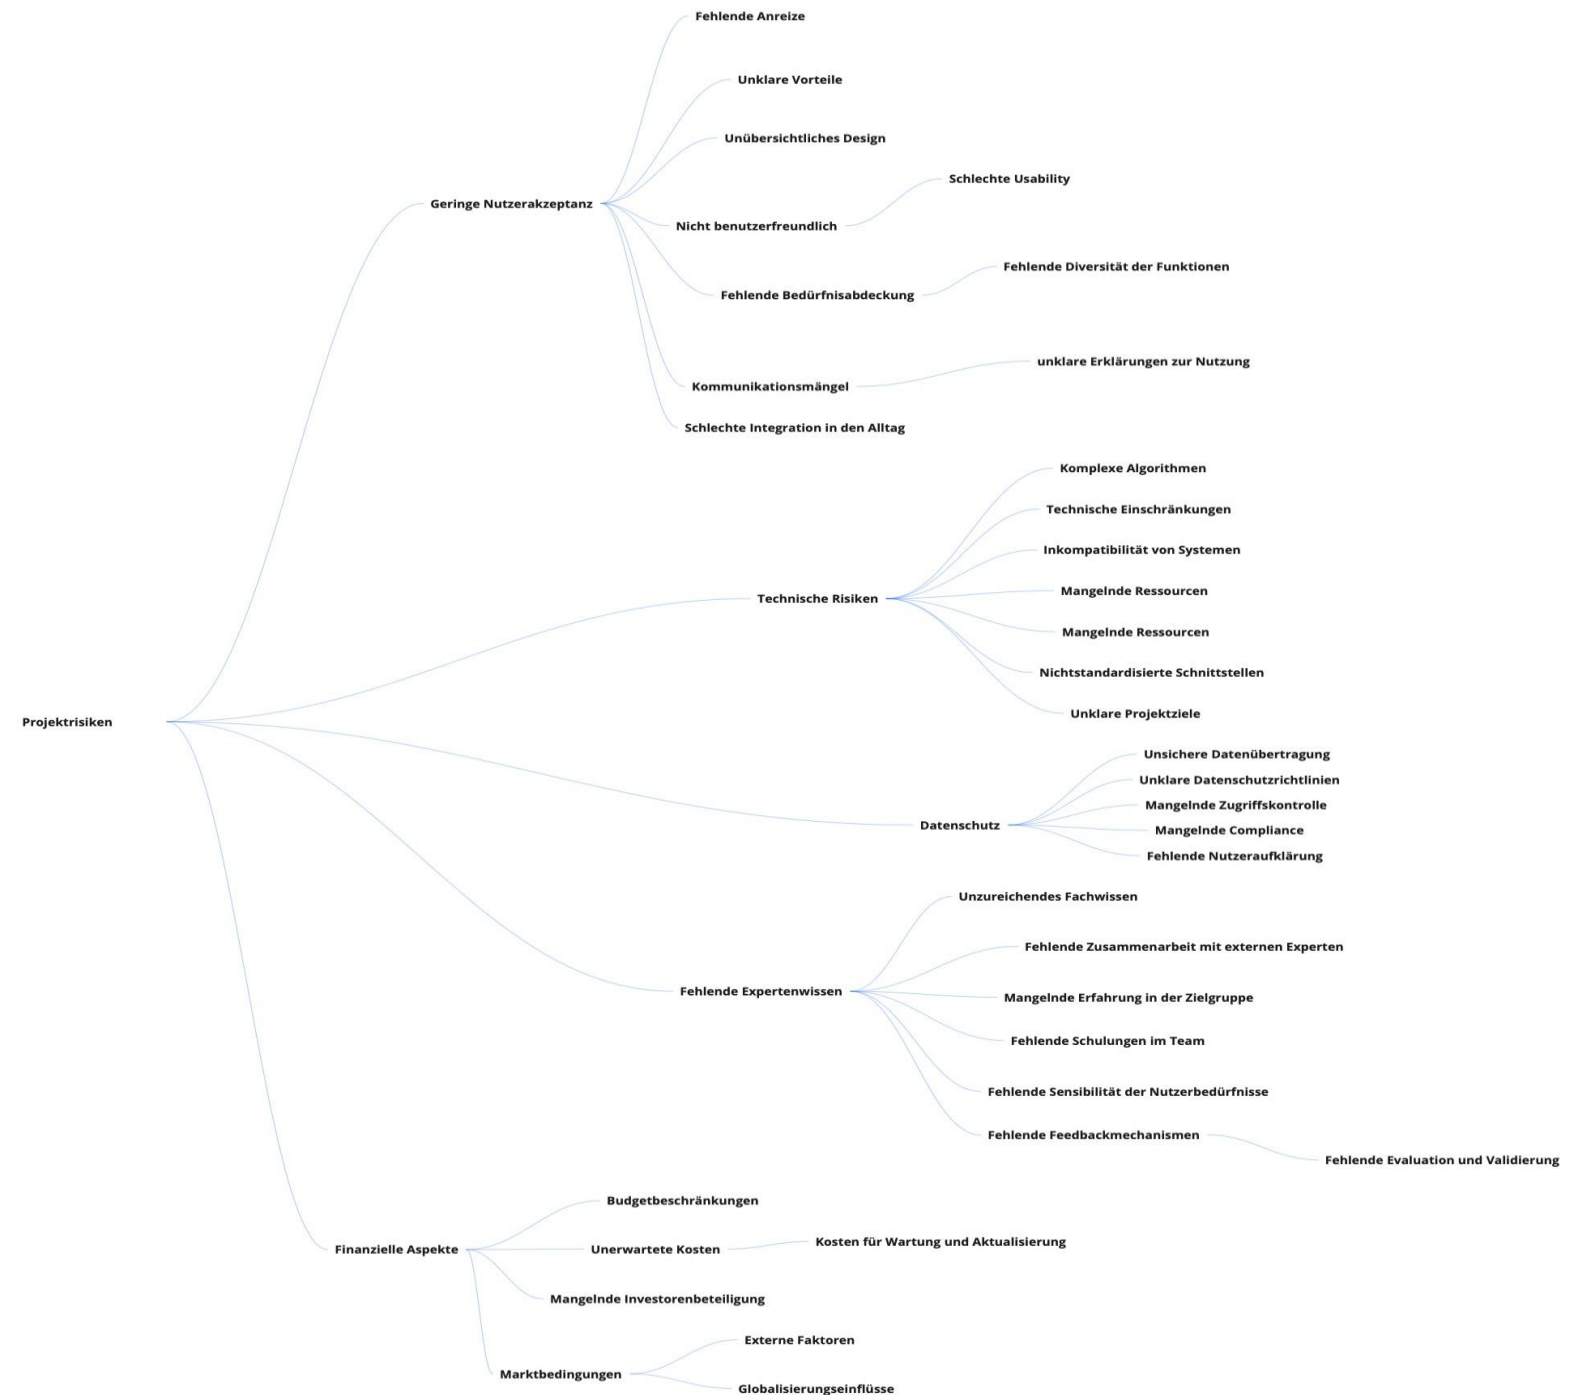 Projektrisiken
Geringe Nutzerakzeptanz
Fehlende Anreize
Unklare Vorteile
Unübersichtliches Design
Nicht benutzerfreundlich
Schlechte Usability
Fehlende Bedürfnisabdeckung
Fehlende Diversität der Funktionen
Kommunikationsmängel
unklare Erklärungen zur Nutzung
Schlechte Integration in den Alltag
Technische Risiken
Komplexe Algorithmen
Technische Einschränkungen
Inkompatibilität von Systemen
Mangelnde Ressourcen
Mangelnde Ressourcen
Nichtstandardisierte Schnittstellen
Unklare Projektziele
Datenschutz
Unsichere Datenübertragung
Unklare Datenschutzrichtlinien
Mangelnde Zugriffskontrolle
Mangelnde Compliance
Fehlende Nutzeraufklärung
Fehlende Expertenwissen
Unzureichendes Fachwissen
Fehlende Zusammenarbeit mit externen Experten
Mangelnde Erfahrung in der Zielgruppe
Fehlende Schulungen im Team
Fehlende Sensibilität der Nutzerbedürfnisse
Fehlende Feedbackmechanismen
Fehlende Evaluation und Validierung
Finanzielle Aspekte
Budgetbeschränkungen
Unerwartete Kosten
Kosten für Wartung und Aktualisierung
Mangelnde Investorenbeteiligung
Marktbedingungen
Externe Faktoren
Globalisierungseinflüsse